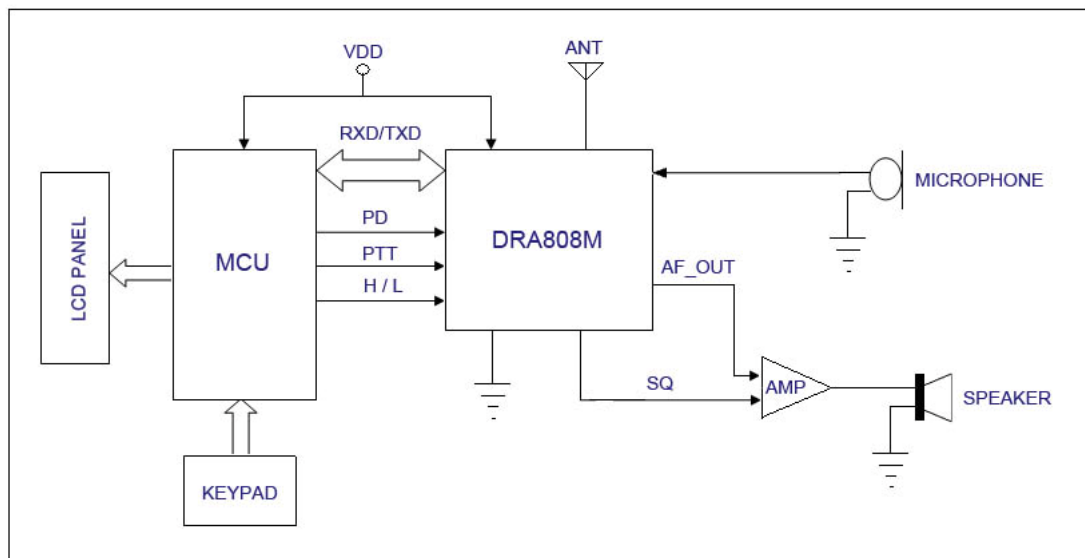 VDD
ANT
RXD/TXD
MICROPHONE
PD
DRA808M
PTT
MCU
AF_OUT
H / L
LCD PANEL
SQ
AMP
SPEAKER
KEYPAD